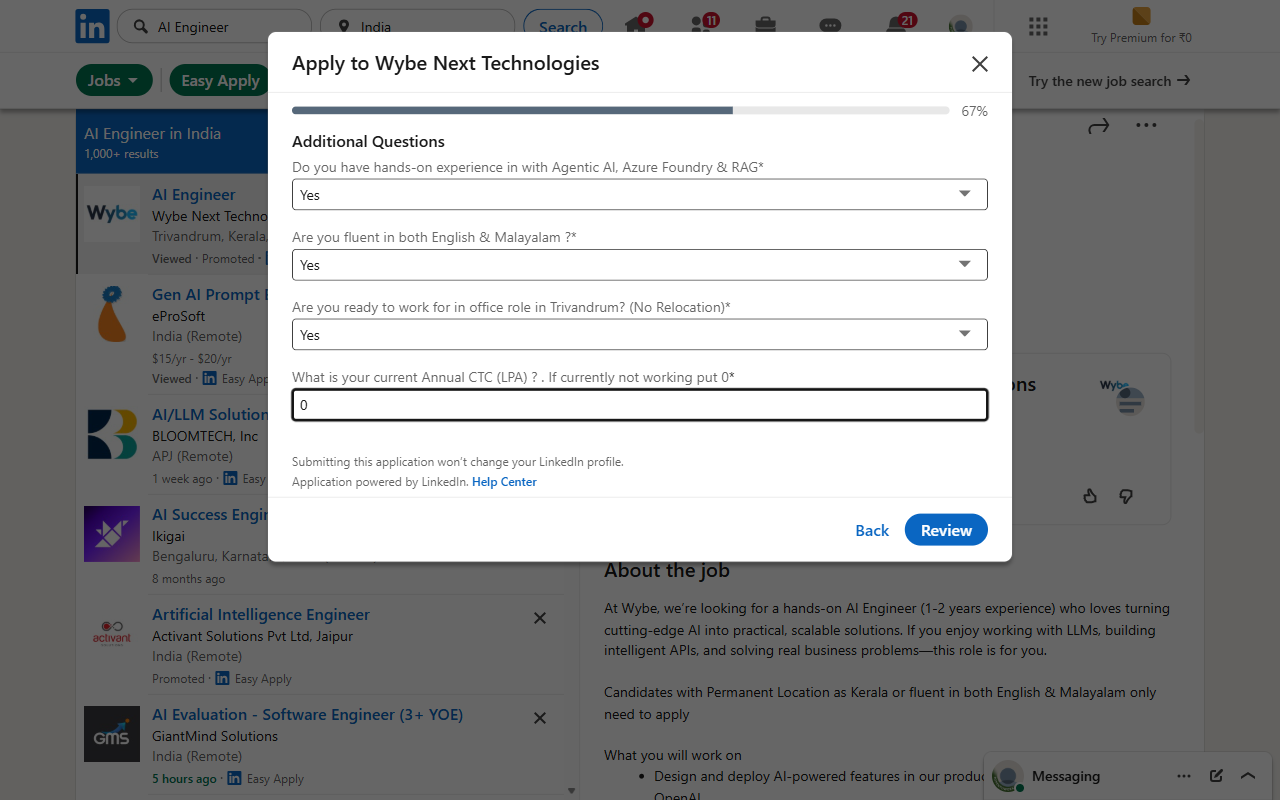 AI Engineer
India
Search
11
21
Try Premium for ₹0
Jobs
Easy Apply
Try the new job search
Apply to Wybe Next Technologies
67%
Additional Questions
Do you have hands-on experience in with Agentic AI, Azure Foundry & RAG*
Yes
Are you fluent in both English & Malayalam ?*
Yes
Are you ready to work for in office role in Trivandrum? (No Relocation)*
Yes
What is your current Annual CTC (LPA) ? . If currently not working put 0*
0
Submitting this application won't change your LinkedIn profile.
Application powered by LinkedIn. Help Center
Back
Review
AI Engineer in India
1,000+ results
Wybe
AI Engineer
Wybe Next Techno
Trivandrum, Kerala,
Viewed · Promoted ·
Gen AI Prompt E
eProSoft
India (Remote)
$15/yr - $20/yr
Viewed · in Easy App
AI/LLM Solution
BLOOMTECH, Inc
APJ (Remote)
1 week ago · in Easy
AI Success Engin
Ikigai
Bengaluru, Karnata
8 months ago
activant
Artificial Intelligence Engineer
Activant Solutions Pvt Ltd, Jaipur
India (Remote)
Promoted · in Easy Apply
GMS
AI Evaluation - Software Engineer (3+ YOE)
GiantMind Solutions
India (Remote)
5 hours ago · in Easy Apply
ons
Wybe
About the job
At Wybe, we're looking for a hands-on AI Engineer (1-2 years experience) who loves turning
cutting-edge AI into practical, scalable solutions. If you enjoy working with LLMs, building
intelligent APIs, and solving real business problems—this role is for you.
Candidates with Permanent Location as Kerala or fluent in both English & Malayalam only
need to apply
What you will work on
• Design and deploy AI-powered features in our produc
OpenAI
Messaging